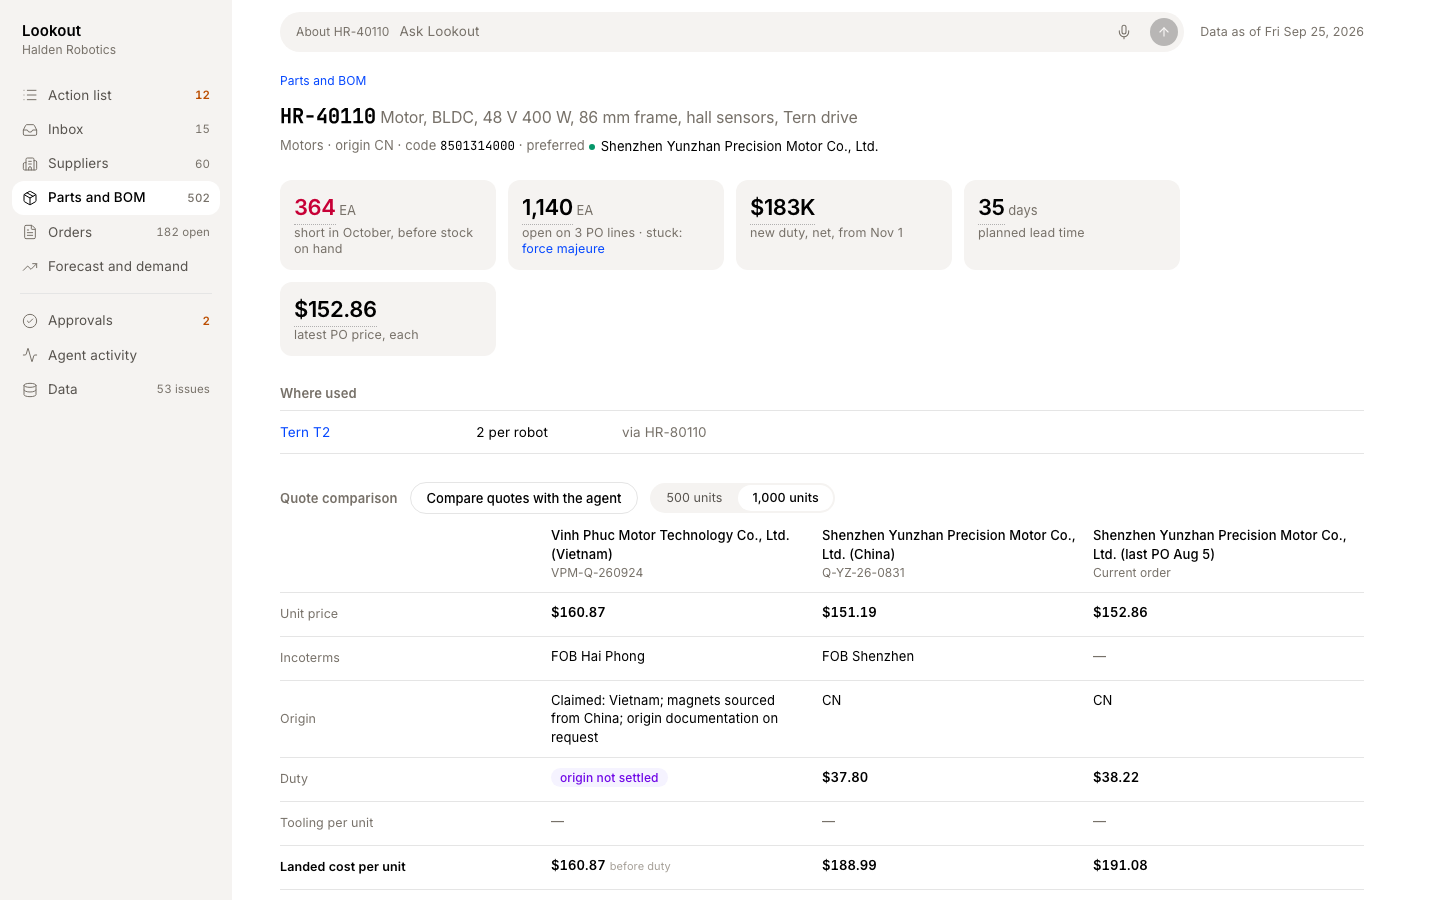 Lookout
Halden Robotics
Action list 12
Inbox 15
Suppliers 60
Parts and BOM 502
Orders 182 open
Forecast and demand
Approvals 2
Agent activity
Data 53 issues
About HR-40110 Ask Lookout
Data as of Fri Sep 25, 2026
Parts and BOM
HR-40110 Motor, BLDC, 48 V 400 W, 86 mm frame, hall sensors, Tern drive
Motors · origin CN · code 8501314000 · preferred Shenzhen Yunzhan Precision Motor Co., Ltd.
364 EA
short in October, before stock
on hand
1,140 EA
open on 3 PO lines · stuck:
force majeure
$183K
new duty, net, from Nov 1
35 days
planned lead time
$152.86
latest PO price, each
Where used
Tern T2 2 per robot via HR-80110
Quote comparison Compare quotes with the agent 500 units 1,000 units
Vinh Phuc Motor Technology Co., Ltd.
(Vietnam)
VPM-Q-260924
Shenzhen Yunzhan Precision Motor Co.,
Ltd. (China)
Q-YZ-26-0831
Shenzhen Yunzhan Precision Motor Co.,
Ltd. (last PO Aug 5)
Current order
Unit price $160.87 $151.19 $152.86
Incoterms FOB Hai Phong FOB Shenzhen —
Origin
Claimed: Vietnam; magnets sourced
from China; origin documentation on
request
CN
CN
Duty origin not settled $37.80 $38.22
Tooling per unit — — —
Landed cost per unit $160.87 before duty $188.99 $191.08